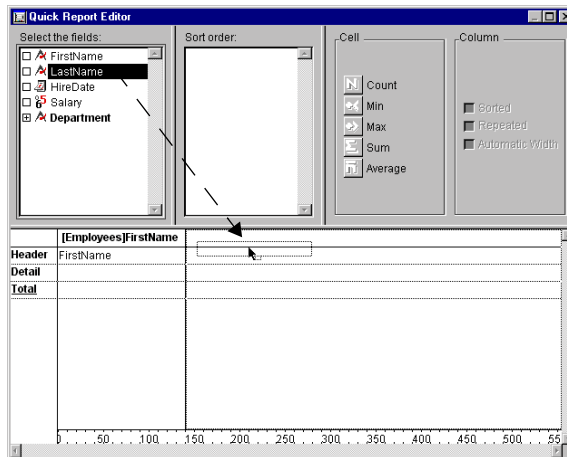 Quick Report Editor
Select the fields:
FirstName
LastName
HireDate
Salary
Department
Sort order:
Cell
Count
Min
Max
Sum
Average
Column
Sorted
Repeated
Automatic Width
[Employees]FirstName
Header FirstName
Detail
Total
0 50 100 150 200 250 300 350 400 450 500 55